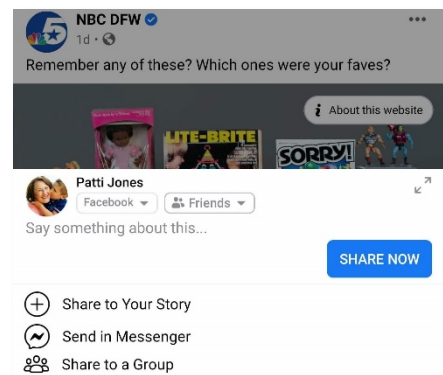 5
NBC DFW
1d •
Remember any of these? Which ones were your faves?
i About this website
LITE-BRITE
SORRY!
Patti Jones
Facebook
Friends
Say something about this...
SHARE NOW
Share to Your Story
Send in Messenger
Share to a Group